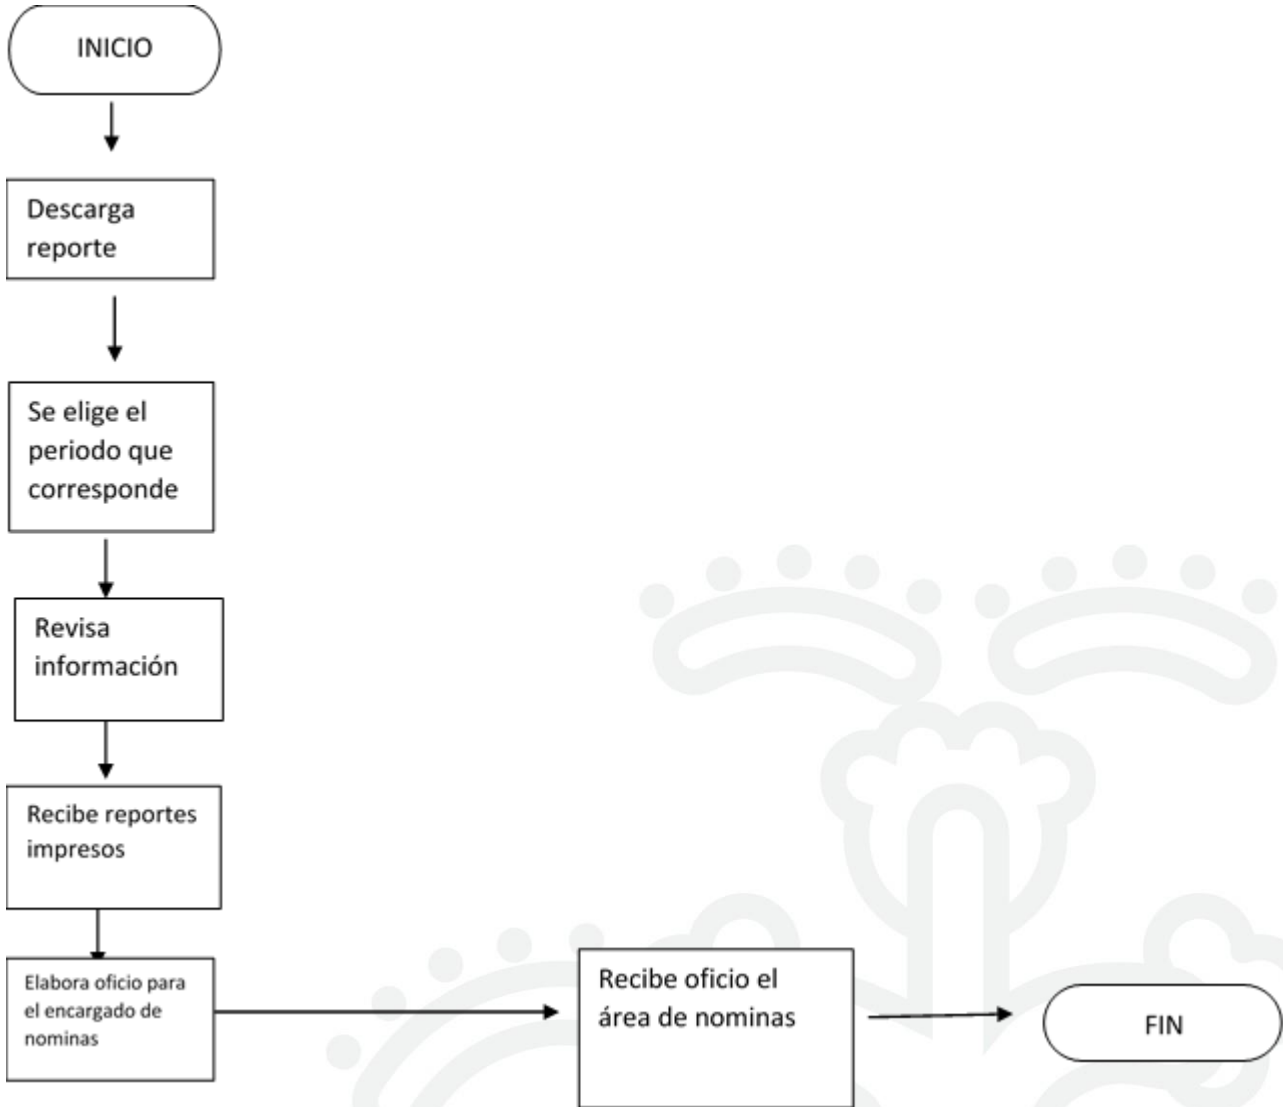 INICIO
Descarga
reporte
Se elige el
periodo que
corresponde
Revisa
información
Recibe reportes
impresos
Elabora oficio para
el encargado de
nominas
Recibe oficio el
área de nominas
FIN